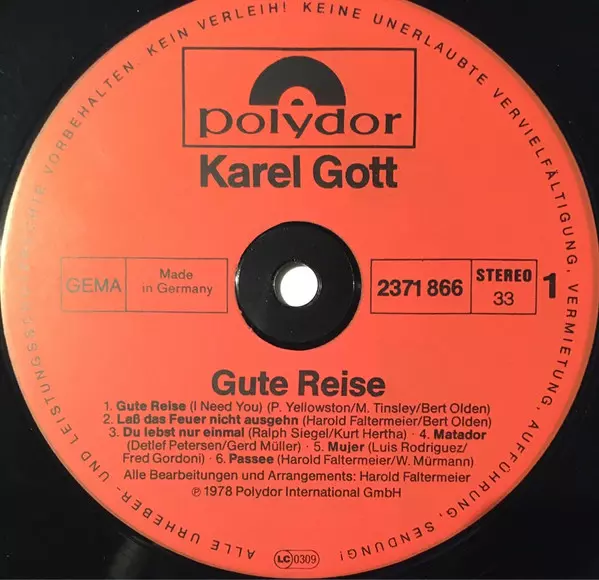 polydor
Karel Gott
GEMA
Made
in Germany
2371 866
STEREO
33
1
Gute Reise
1. Gute Reise (I Need You) (P. Yellowston/M. Tinsley/Bert Olden)
2. Laß das Feuer nicht ausgehn (Harold Faltermeier/Bert Olden)
3. Du lebst nur einmal (Ralph Siegel/Kurt Hertha) · 4. Matador
(Detlef Petersen/Gerd Müller) · 5. Mujer (Luis Rodriguez/
Fred Gordoni) · 6. Passee (Harold Faltermeier/W. Mürmann)
Alle Bearbeitungen und Arrangements: Harold Faltermeier
℗ 1978 Polydor International GmbH
LC 0309
ALLE URHEBER- UND LEISTUNGSSCHUTZRECHTE VORBEHALTEN. KEIN VERLEIH! KEINE UNERLAUBTE VERVIELFÄLTIGUNG, VERMIETUNG, AUFFÜHRUNG, SENDUNG!